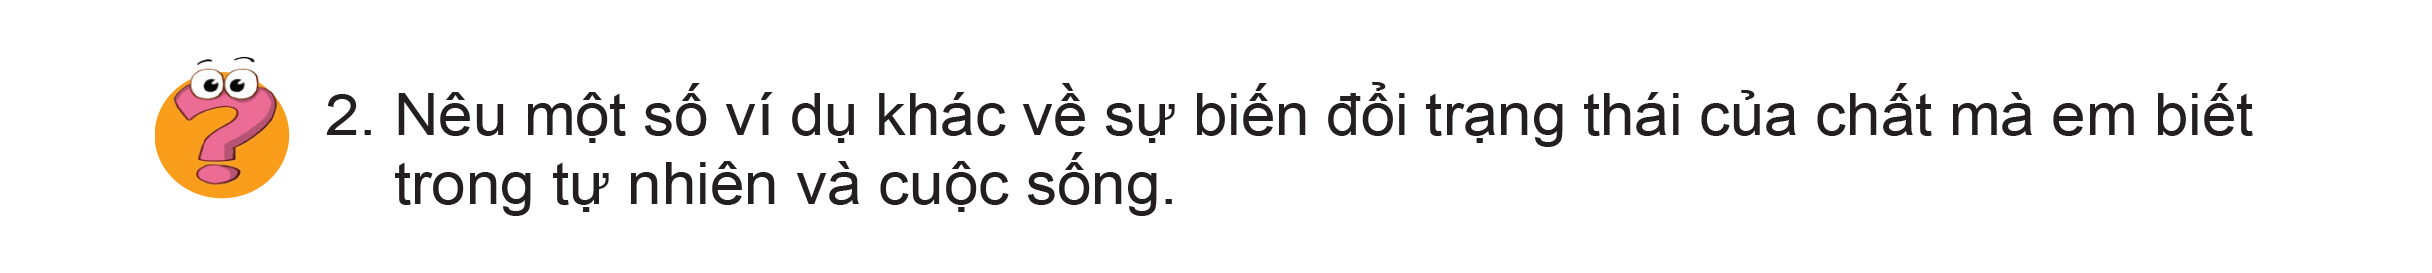 2. Nêu một số ví dụ khác về sự biến đổi trạng thái của chất mà em biết
trong tự nhiên và cuộc sống.